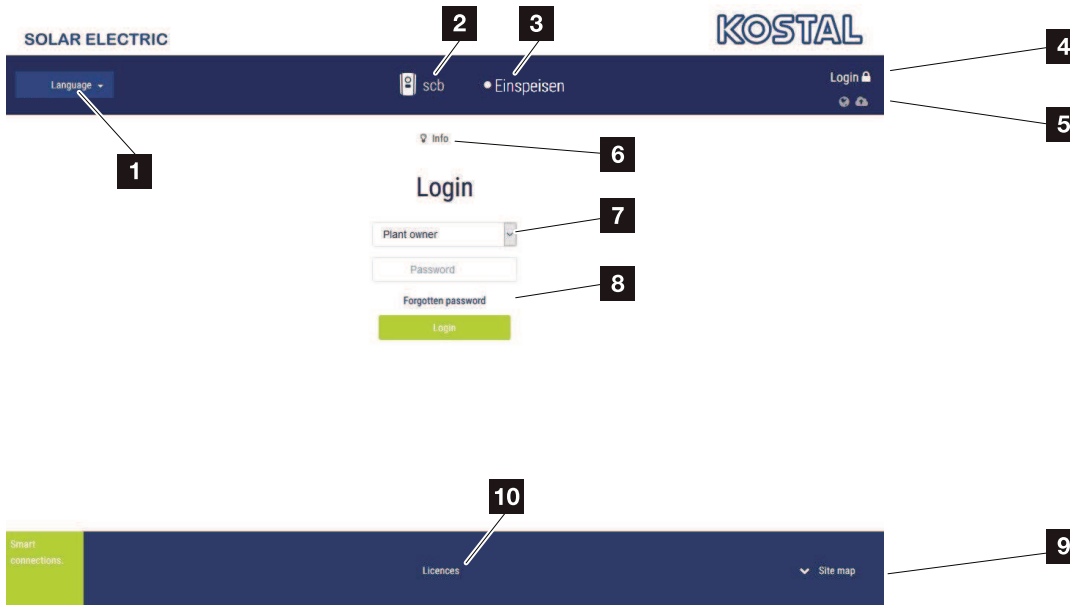 2
3
KOSTAL
SOLAR ELECTRIC
4
Language
scb
Einspeisen
Login
5
Info
1
6
Login
7
Plant owner
Password
8
Forgotten password
Login
10
Smart
connections.
Licences
Site map
9